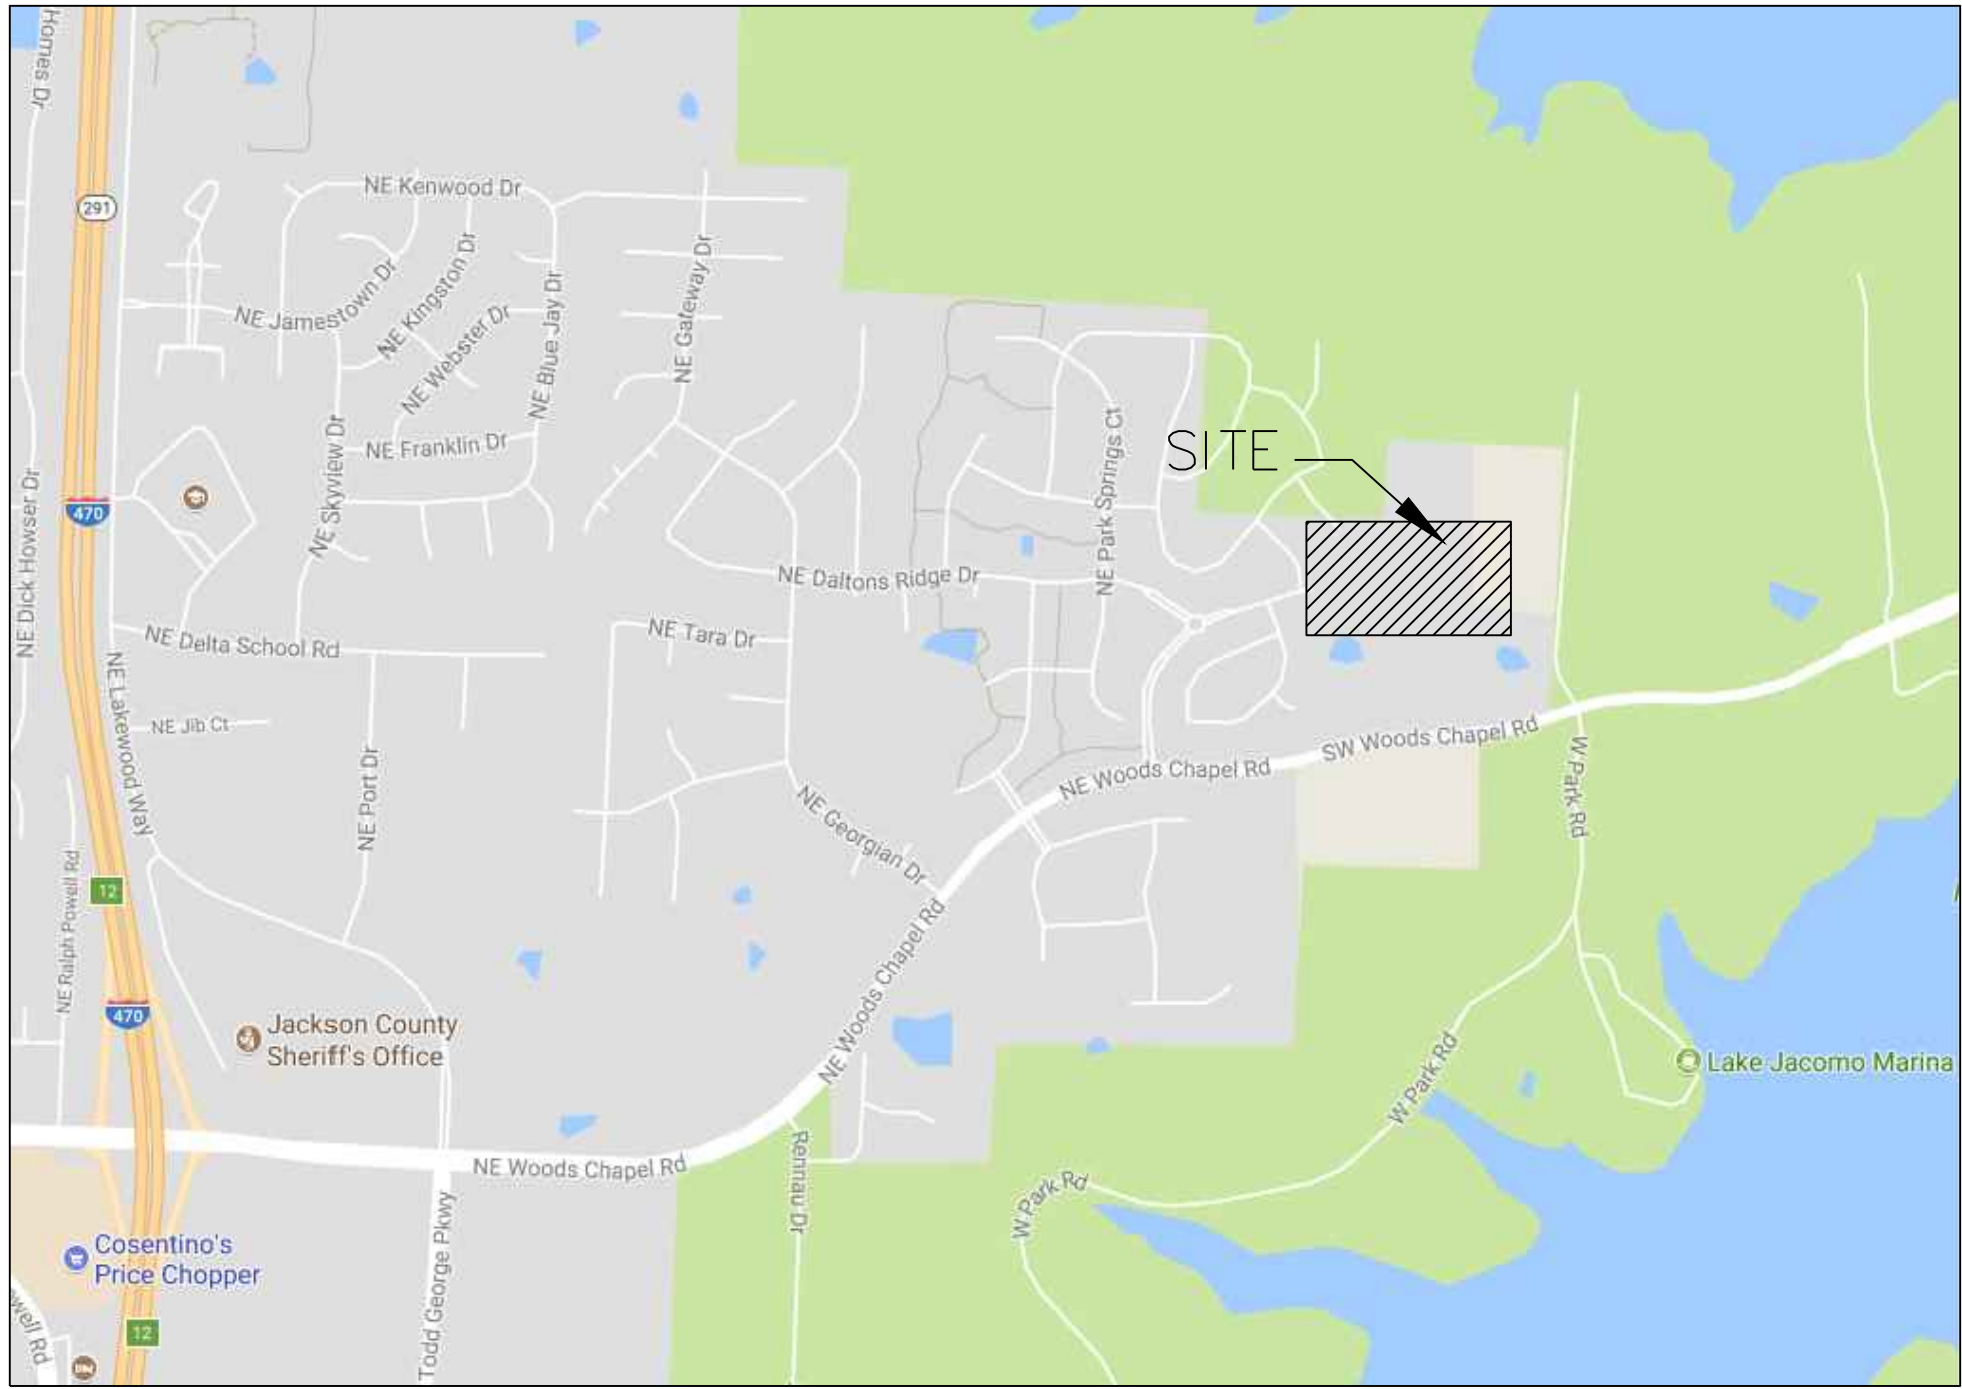 Homes Dr
NE Kenwood Dr
291
NE Jamestown Dr
NE Kingston Dr
NE Webster Dr
NE Blue Jay Dr
NE Gateway Dr
NE Franklin Dr
NE Skyview Dr
NE Park Springs Ct
SITE
470
NE Dick Howser Dr
NE Daltons Ridge Dr
NE Delta School Rd
NE Tara Dr
NE Lakewood Way
NE Jib Ct
NE Port Dr
NE Georgian Dr
NE Woods Chapel Rd
SW Woods Chapel Rd
W Park Rd
NE Ralph Powell Rd
12
NE Woods Chapel Rd
470
Jackson County
Sheriff's Office
W Park Rd
Lake Jacomo Marina
NE Woods Chapel Rd
Rennau Dr
W Park Rd
Todd George Pkwy
Cosentino's
Price Chopper
well Rd
12